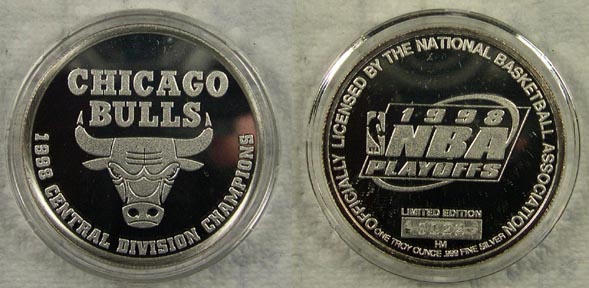 CHICAGO
BULLS
1998 CENTRAL DIVISION CHAMPIONS
OFFICIALLY LICENSED BY THE NATIONAL BASKETBALL ASSOCIATION
1998
NBA
PLAYOFFS
LIMITED EDITION
HM
ONE TROY OUNCE .999 FINE SILVER